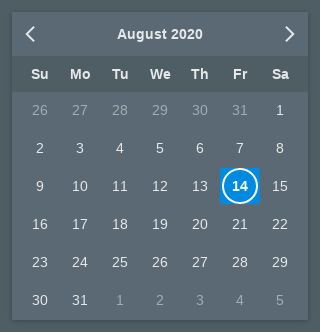 August 2020
Su Mo Tu We Th Fr Sa
26 27 28 29 30 31 1
2 3 4 5 6 7 8
9 10 11 12 13 14 15
16 17 18 19 20 21 22
23 24 25 26 27 28 29
30 31 1 2 3 4 5